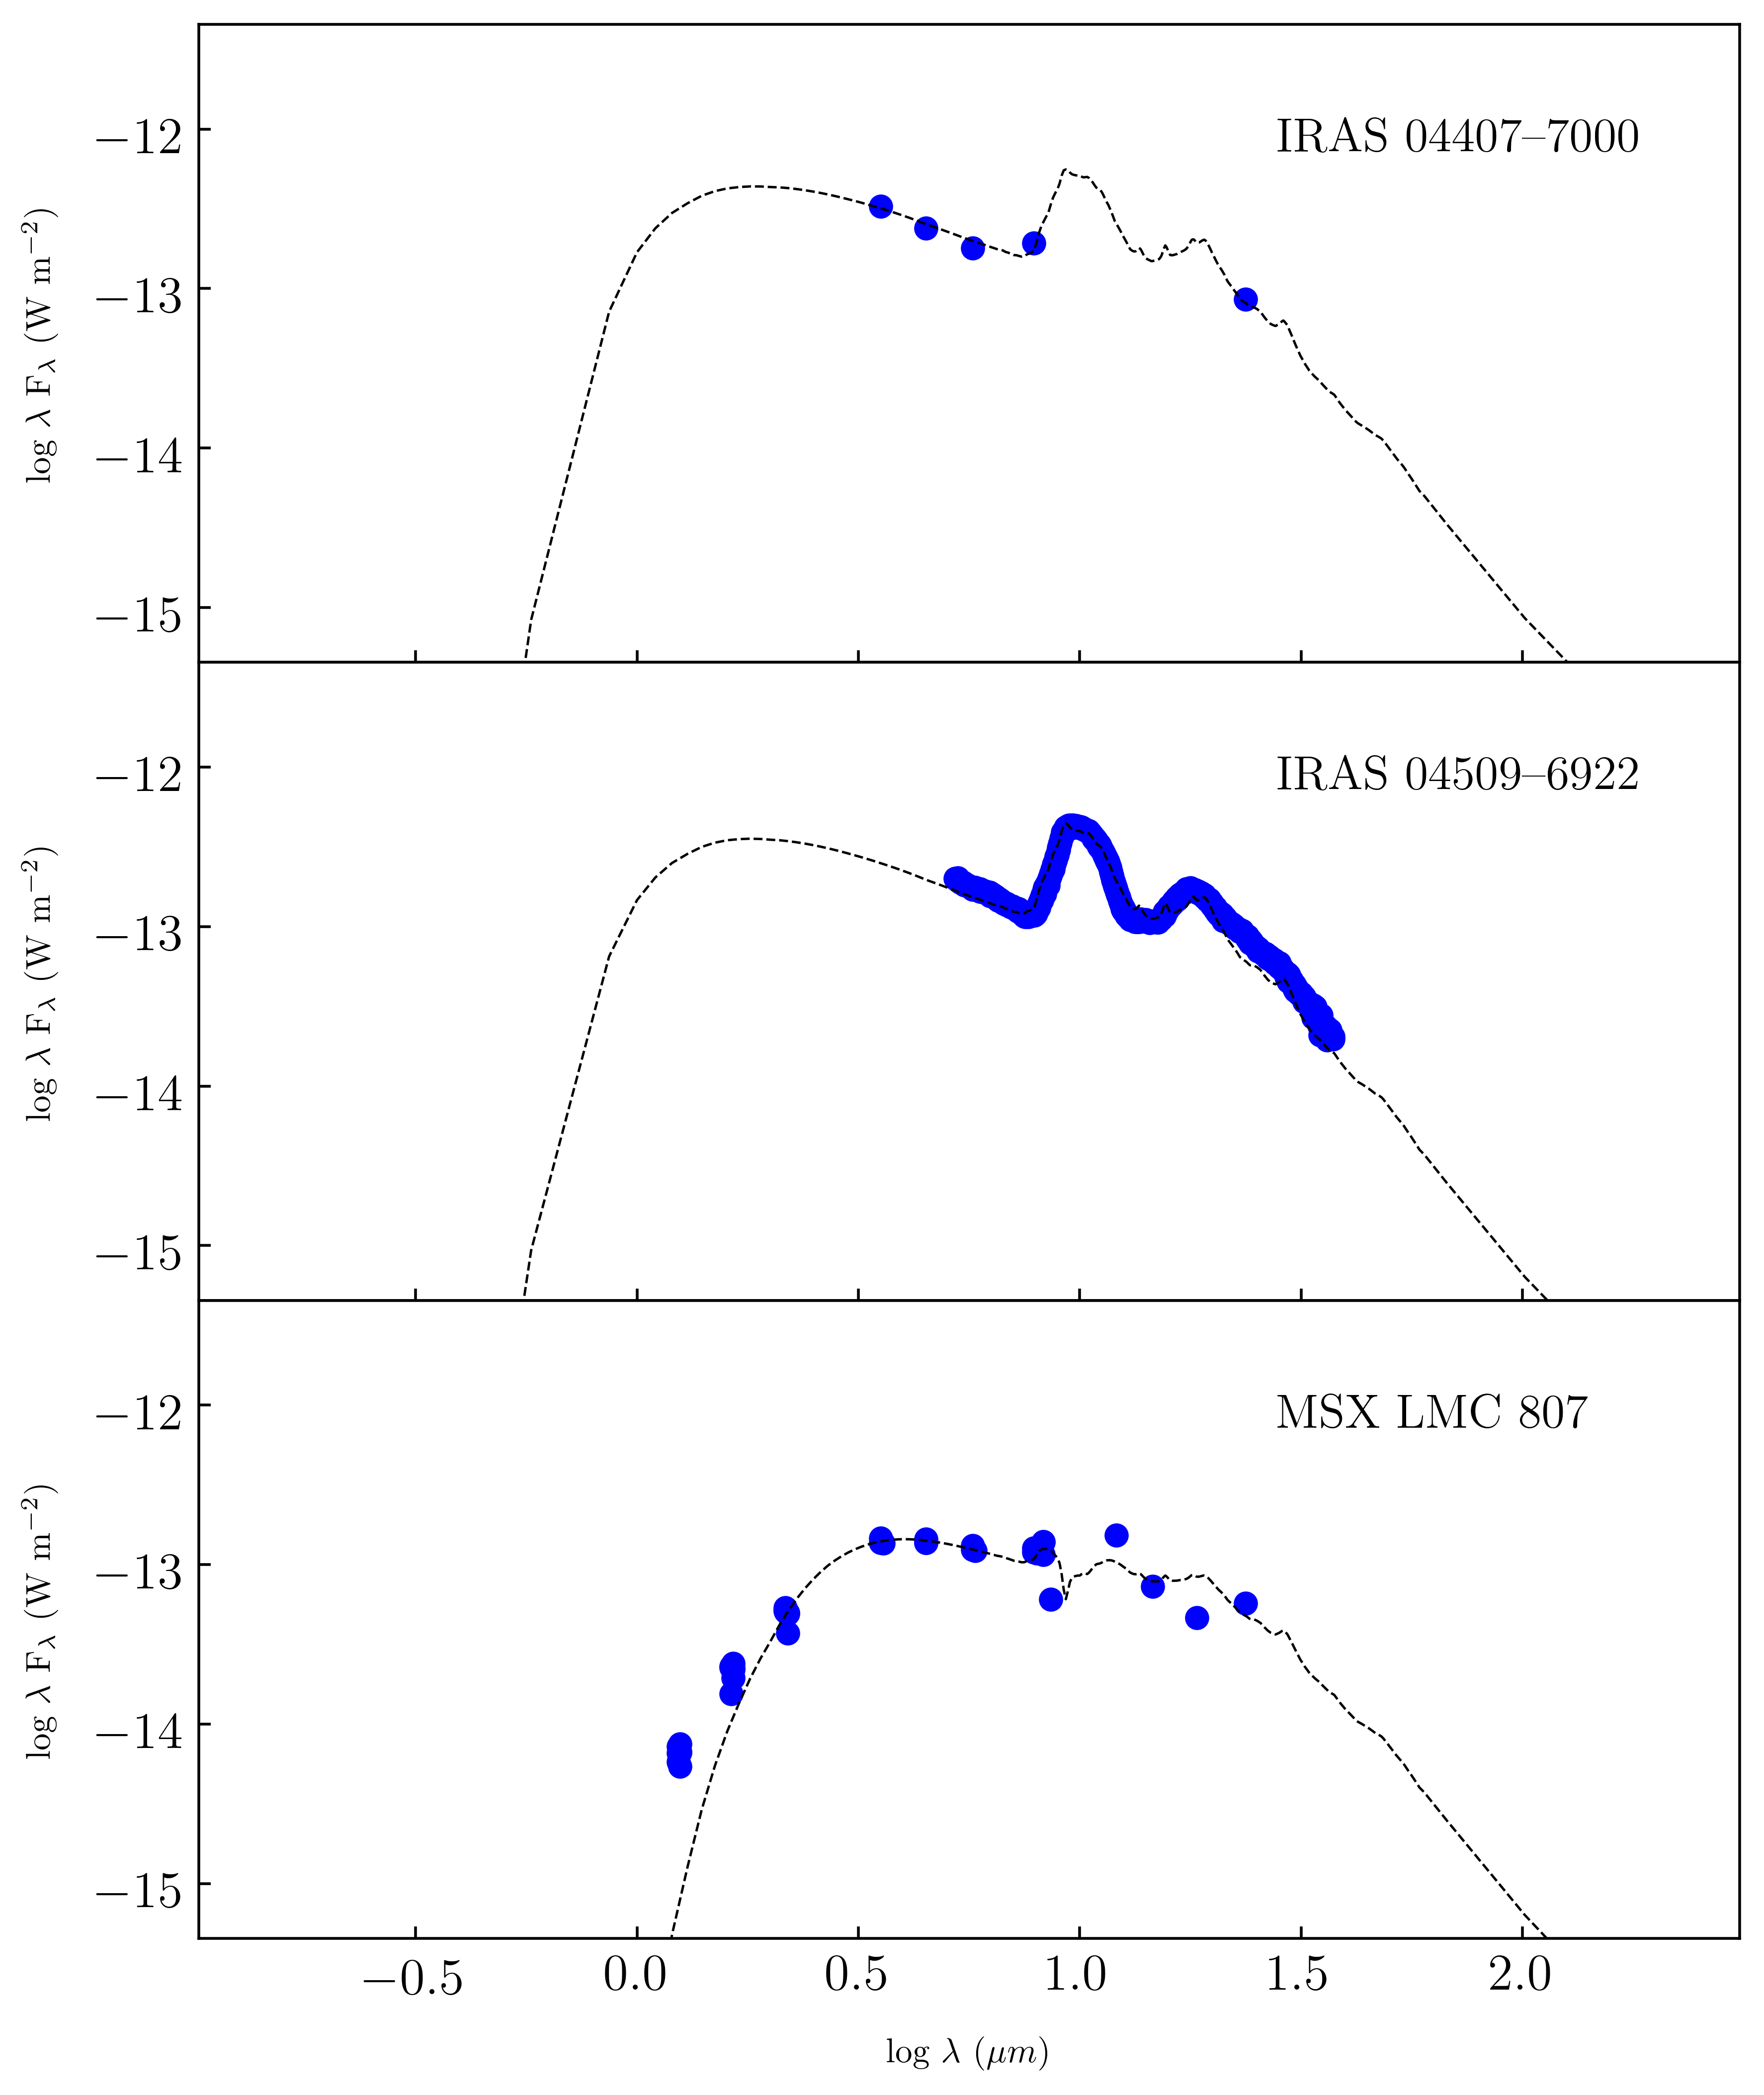 IRAS 04407–7000
−12
−13
−14
−15
log λ F_λ (W m^−2)
IRAS 04509–6922
−12
−13
−14
−15
log λ F_λ (W m^−2)
MSX LMC 807
−12
−13
−14
−15
log λ F_λ (W m^−2)
−0.5 0.0 0.5 1.0 1.5 2.0
log λ (μm)